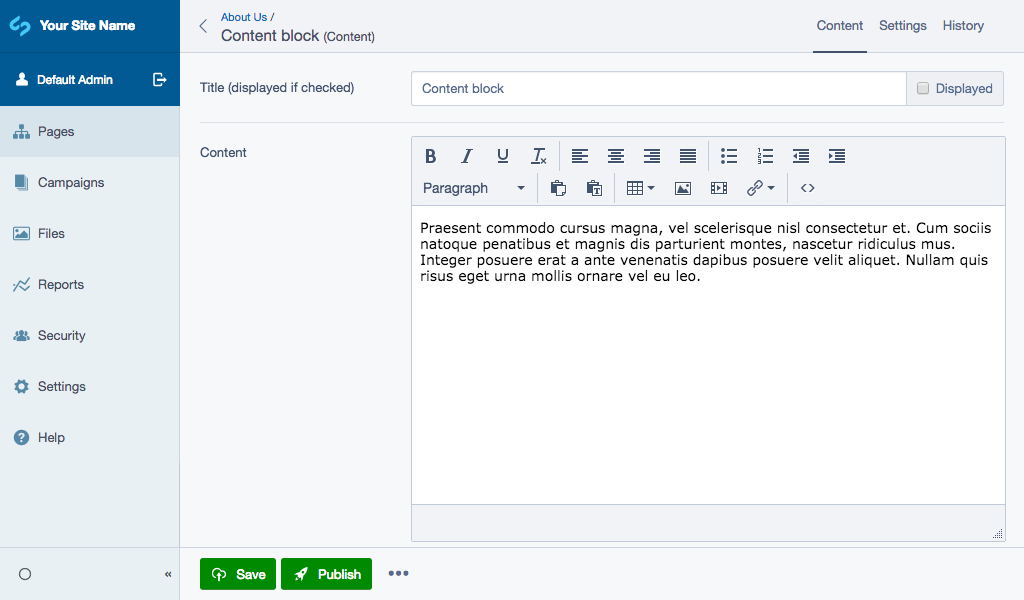 Your Site Name
Default Admin
Pages
Campaigns
Files
Reports
Security
Settings
Help
«
About Us /
Content block (Content)
Content
Settings
History
Title (displayed if checked)
Content block
Displayed
Content
B I U Tx
Paragraph
Praesent commodo cursus magna, vel scelerisque nisl consectetur et. Cum sociis
natoque penatibus et magnis dis parturient montes, nascetur ridiculus mus.
Integer posuere erat a ante venenatis dapibus posuere velit aliquet. Nullam quis
risus eget urna mollis ornare vel eu leo.
Save
Publish